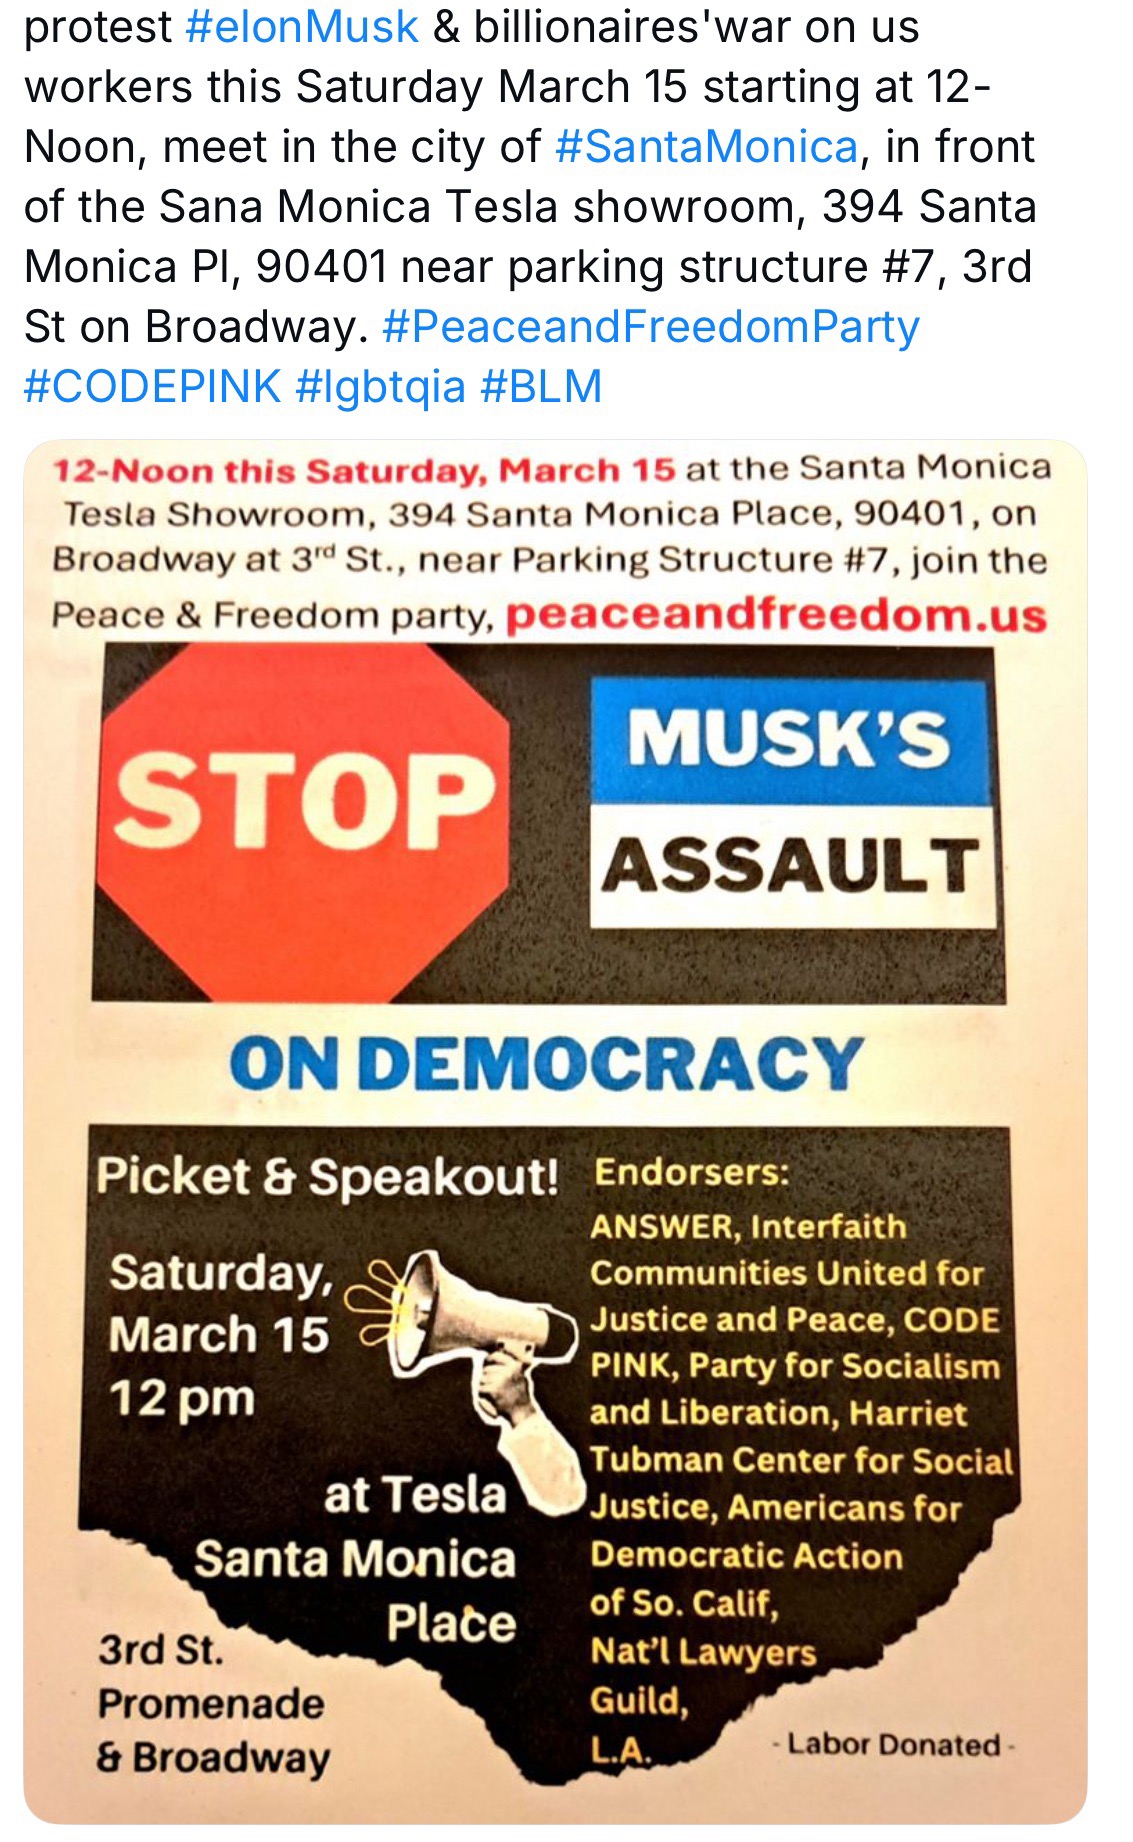 protest #elonMusk & billionaires'war on us
workers this Saturday March 15 starting at 12-
Noon, meet in the city of #SantaMonica, in front
of the Sana Monica Tesla showroom, 394 Santa
Monica Pl, 90401 near parking structure #7, 3rd
St on Broadway. #PeaceandFreedomParty
#CODEPINK #lgbtqia #BLM
12-Noon this Saturday, March 15 at the Santa Monica
Tesla Showroom, 394 Santa Monica Place, 90401, on
Broadway at 3rd St., near Parking Structure #7, join the
Peace & Freedom party, peaceandfreedom.us
STOP
MUSK'S
ASSAULT
ON DEMOCRACY
Picket & Speakout!
Saturday,
March 15
12 pm
at Tesla
Santa Monica
Place
3rd St.
Promenade
& Broadway
Endorsers:
ANSWER, Interfaith
Communities United for
Justice and Peace, CODE
PINK, Party for Socialism
and Liberation, Harriet
Tubman Center for Social
Justice, Americans for
Democratic Action
of So. Calif,
Nat'l Lawyers
Guild,
L.A.
- Labor Donated -